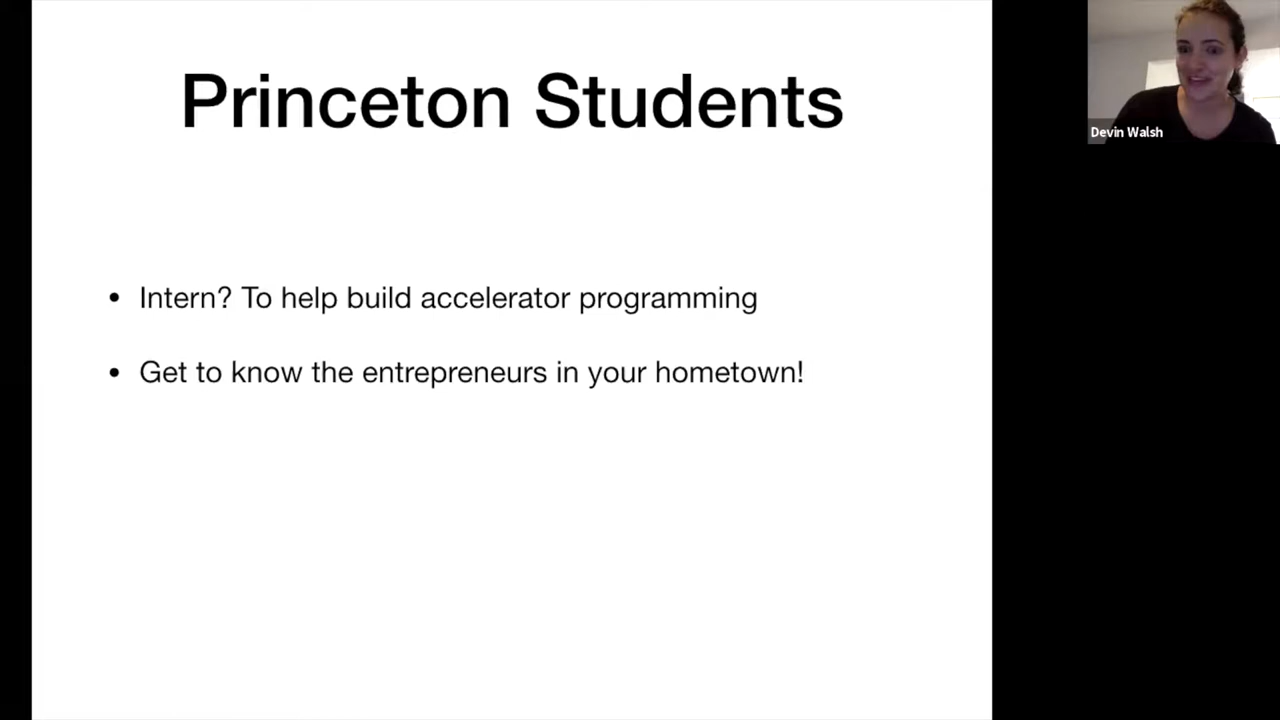 Princeton Students
Devin Walsh
• Intern? To help build accelerator programming
• Get to know the entrepreneurs in your hometown!